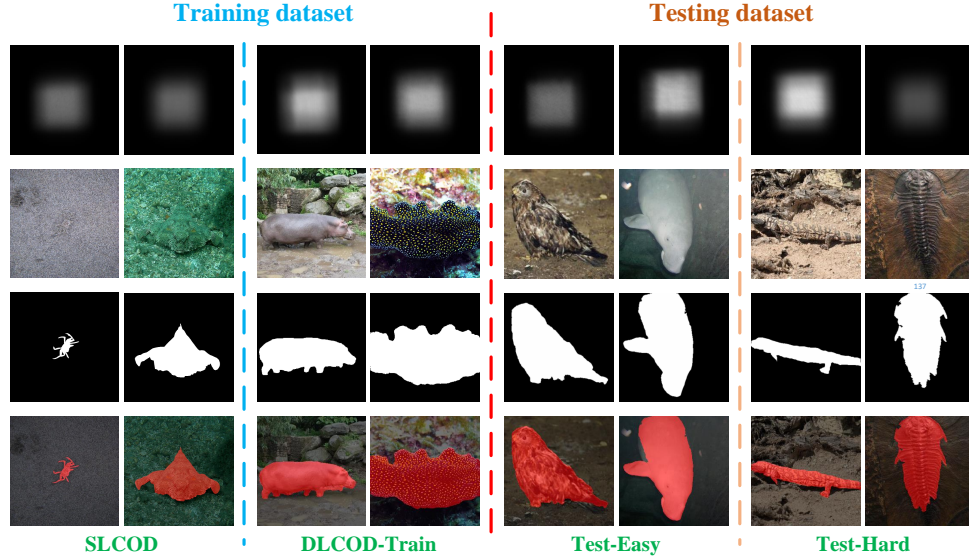 Training dataset
Testing dataset
137
SLCOD
DLCOD-Train
Test-Easy
Test-Hard